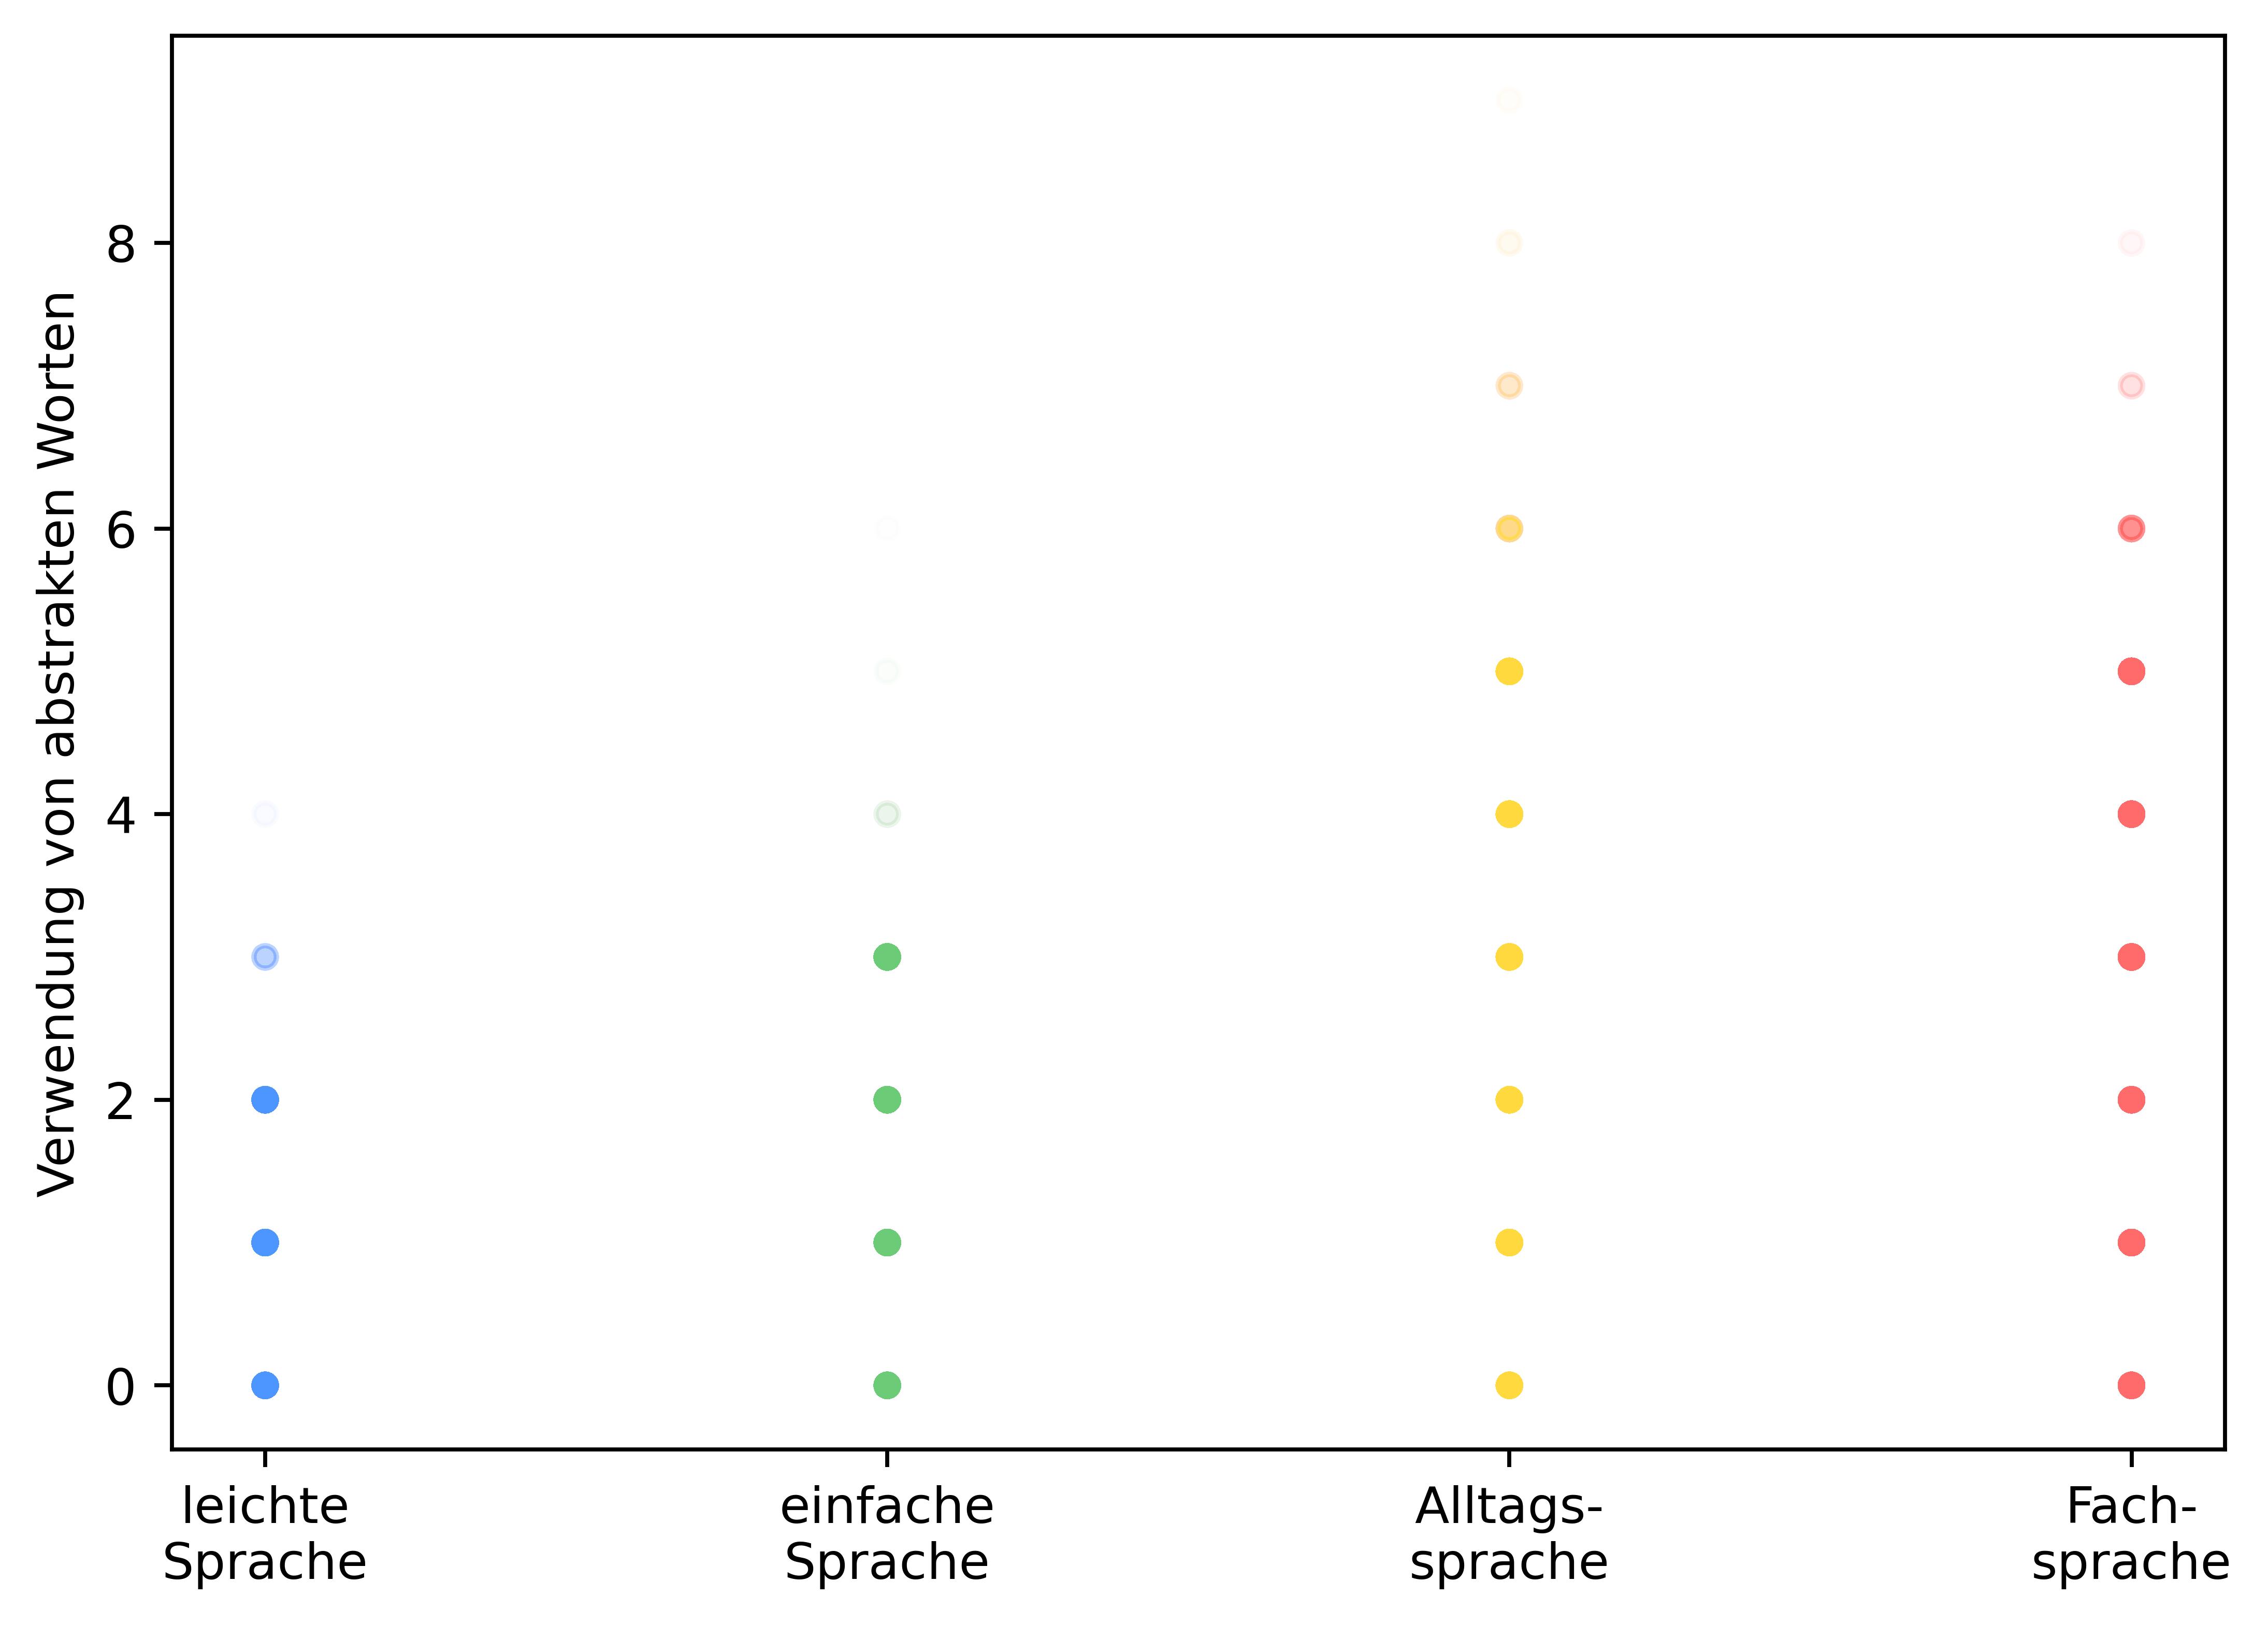 Verwendung von abstrakten Worten
8
6
4
2
0
leichte
Sprache
einfache
Sprache
Alltags-
sprache
Fach-
sprache